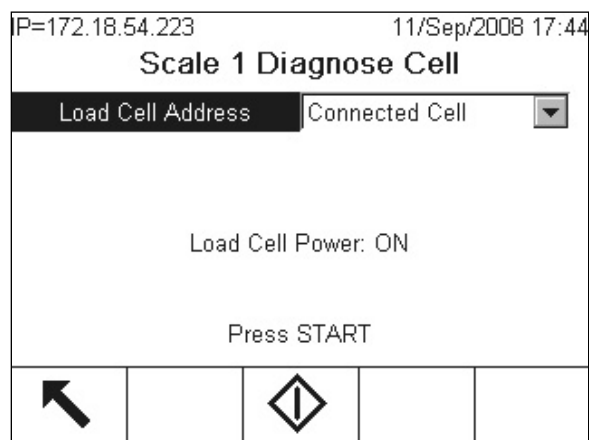 IP=172.18.54.223 11/Sep/2008 17:44
Scale 1 Diagnose Cell
Load Cell Address Connected Cell
Load Cell Power: ON
Press START